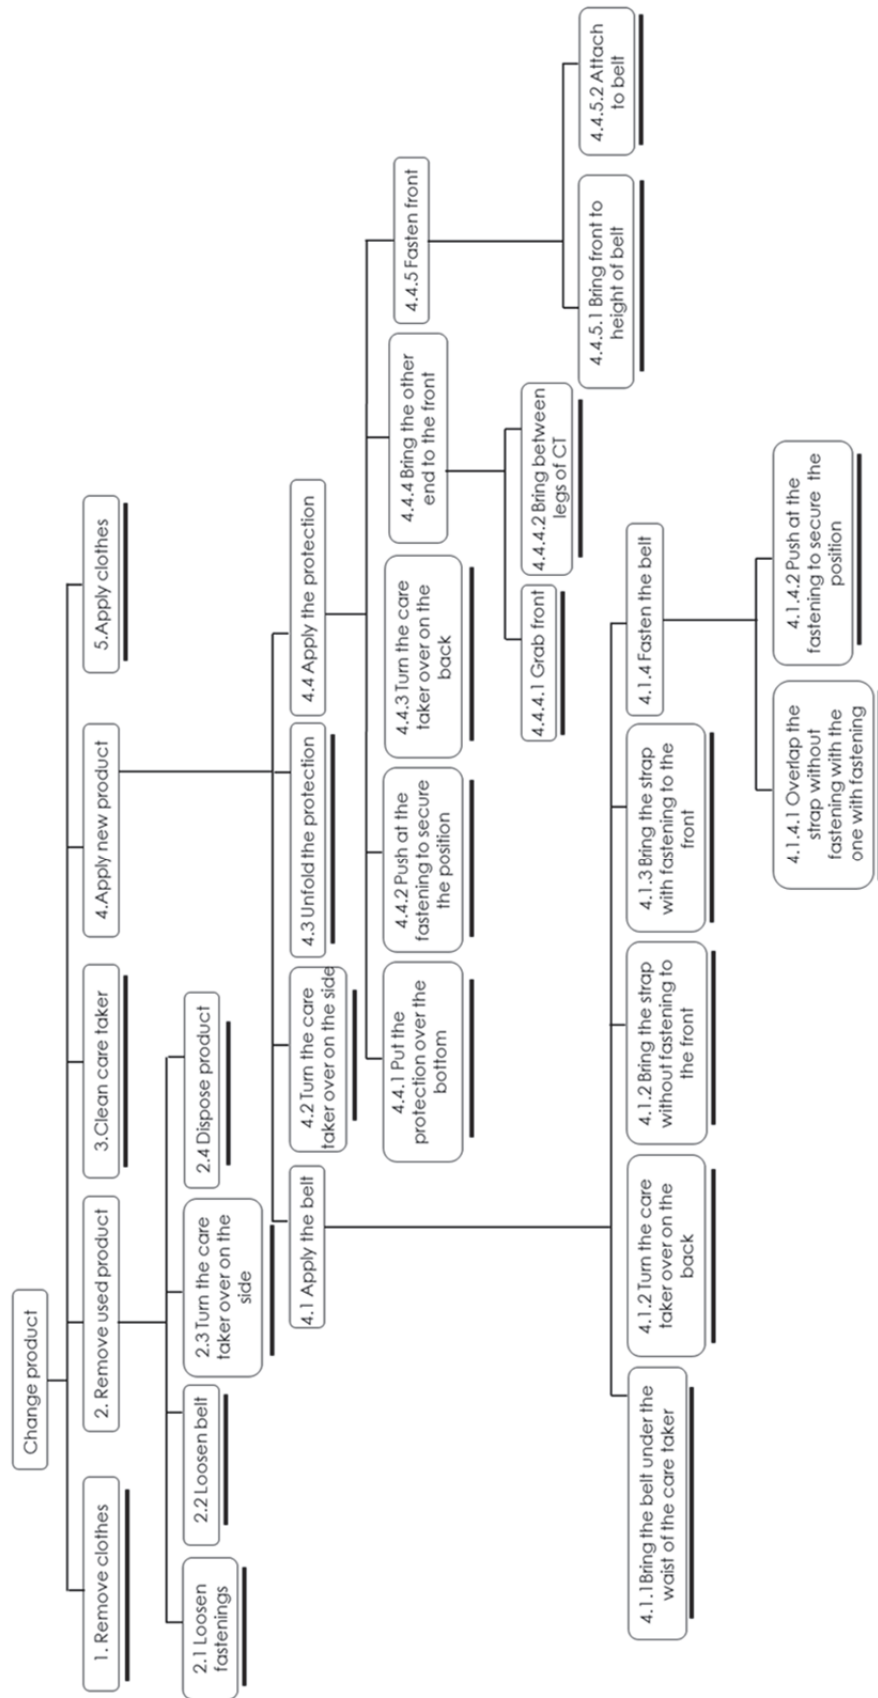 Change product
1. Remove clothes
2. Remove used product
3.Clean care taker
4.Apply new product
5.Apply clothes
2.1 Loosen
fastenings
2.2 Loosen belt
2.3 Turn the care
taker over on the
side
2.4 Dispose product
4.1 Apply the belt
4.2 Turn the care
taker over on the side
4.3 Unfold the protection
4.4 Apply the protection
4.4.1 Put the
protection over the
bottom
4.4.2 Push at the
fastening to secure
the position
4.4.3 Turn the care
taker over on the
back
4.4.4 Bring the other
end to the front
4.4.5 Fasten front
4.4.4.1 Grab front
4.4.4.2 Bring between
legs of CT
4.4.5.1 Bring front to
height of belt
4.4.5.2 Attach
to belt
4.1.1Bring the belt under the
waist of the care taker
4.1.2 Turn the care
taker over on the
back
4.1.2 Bring the strap
without fastening to
the front
4.1.3 Bring the strap
with fastening to the
front
4.1.4 Fasten the belt
4.1.4.1 Overlap the
strap without
fastening with the
one with fastening
4.1.4.2 Push at the
fastening to secure the
position